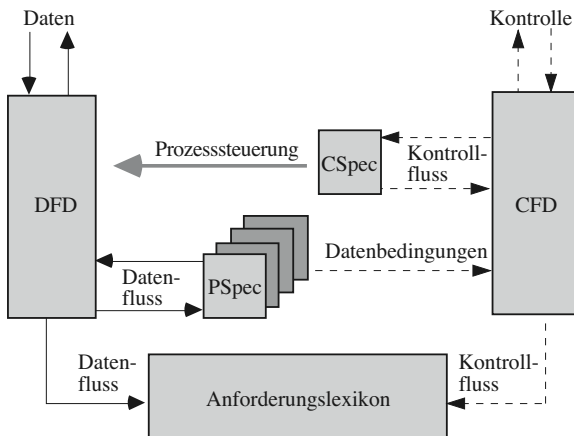 Daten
Kontrolle
Prozesssteuerung
CSpec
Kontroll-
fluss
DFD
CFD
Datenbedingungen
Daten-
fluss
PSpec
Daten-
fluss
Anforderungslexikon
Kontroll-
fluss